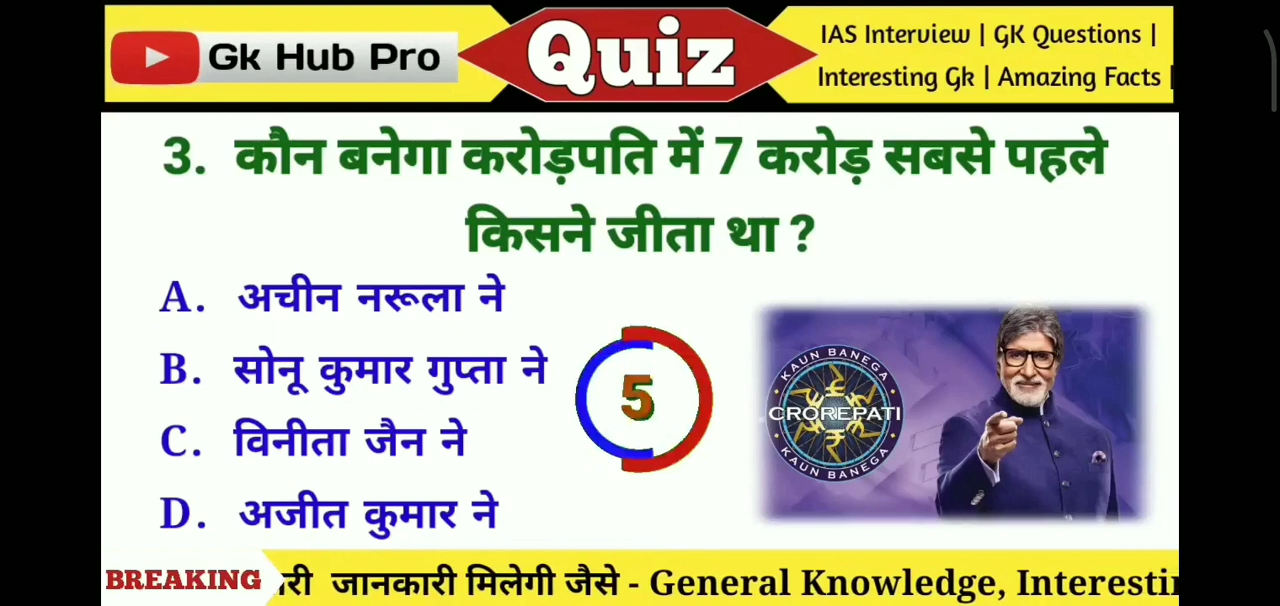 Gk Hub Pro
Quiz
IAS Interview | GK Questions |
Interesting Gk | Amazing Facts |
3. कौन बनेगा करोड़पति में 7 करोड़ सबसे पहले
किसने जीता था ?
A. अचीन नरूला ने
B. सोनू कुमार गुप्ता ने
C. विनीता जैन ने
D. अजीत कुमार ने
5
KAUN BANEGA
CROREPATI
KAUN BANEGA
BREAKING
जानकारी मिलेगी जैसे - General Knowledge,